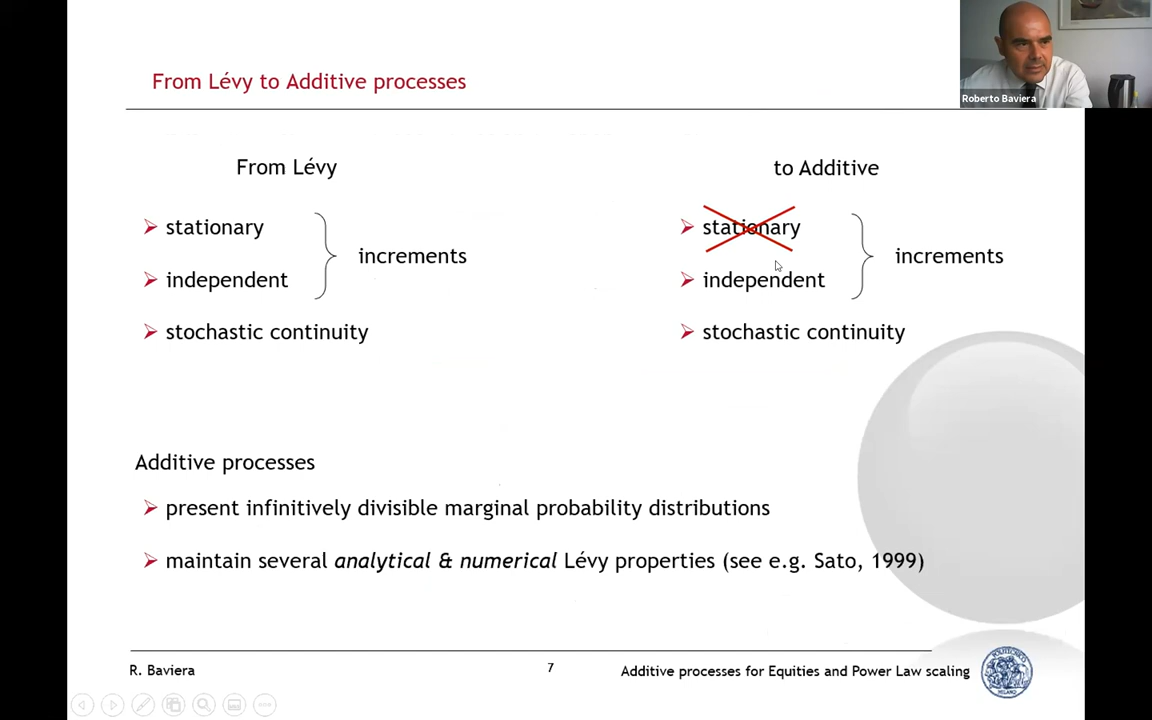 From Lévy to Additive processes
Roberto Baviera
From Lévy
to Additive
stationary
independent
increments
stochastic continuity
stationary
independent
increments
stochastic continuity
Additive processes
present infinitively divisible marginal probability distributions
maintain several analytical & numerical Lévy properties (see e.g. Sato, 1999)
R. Baviera
7
Additive processes for Equities and Power Law scaling
POLITECNICO
MILANO